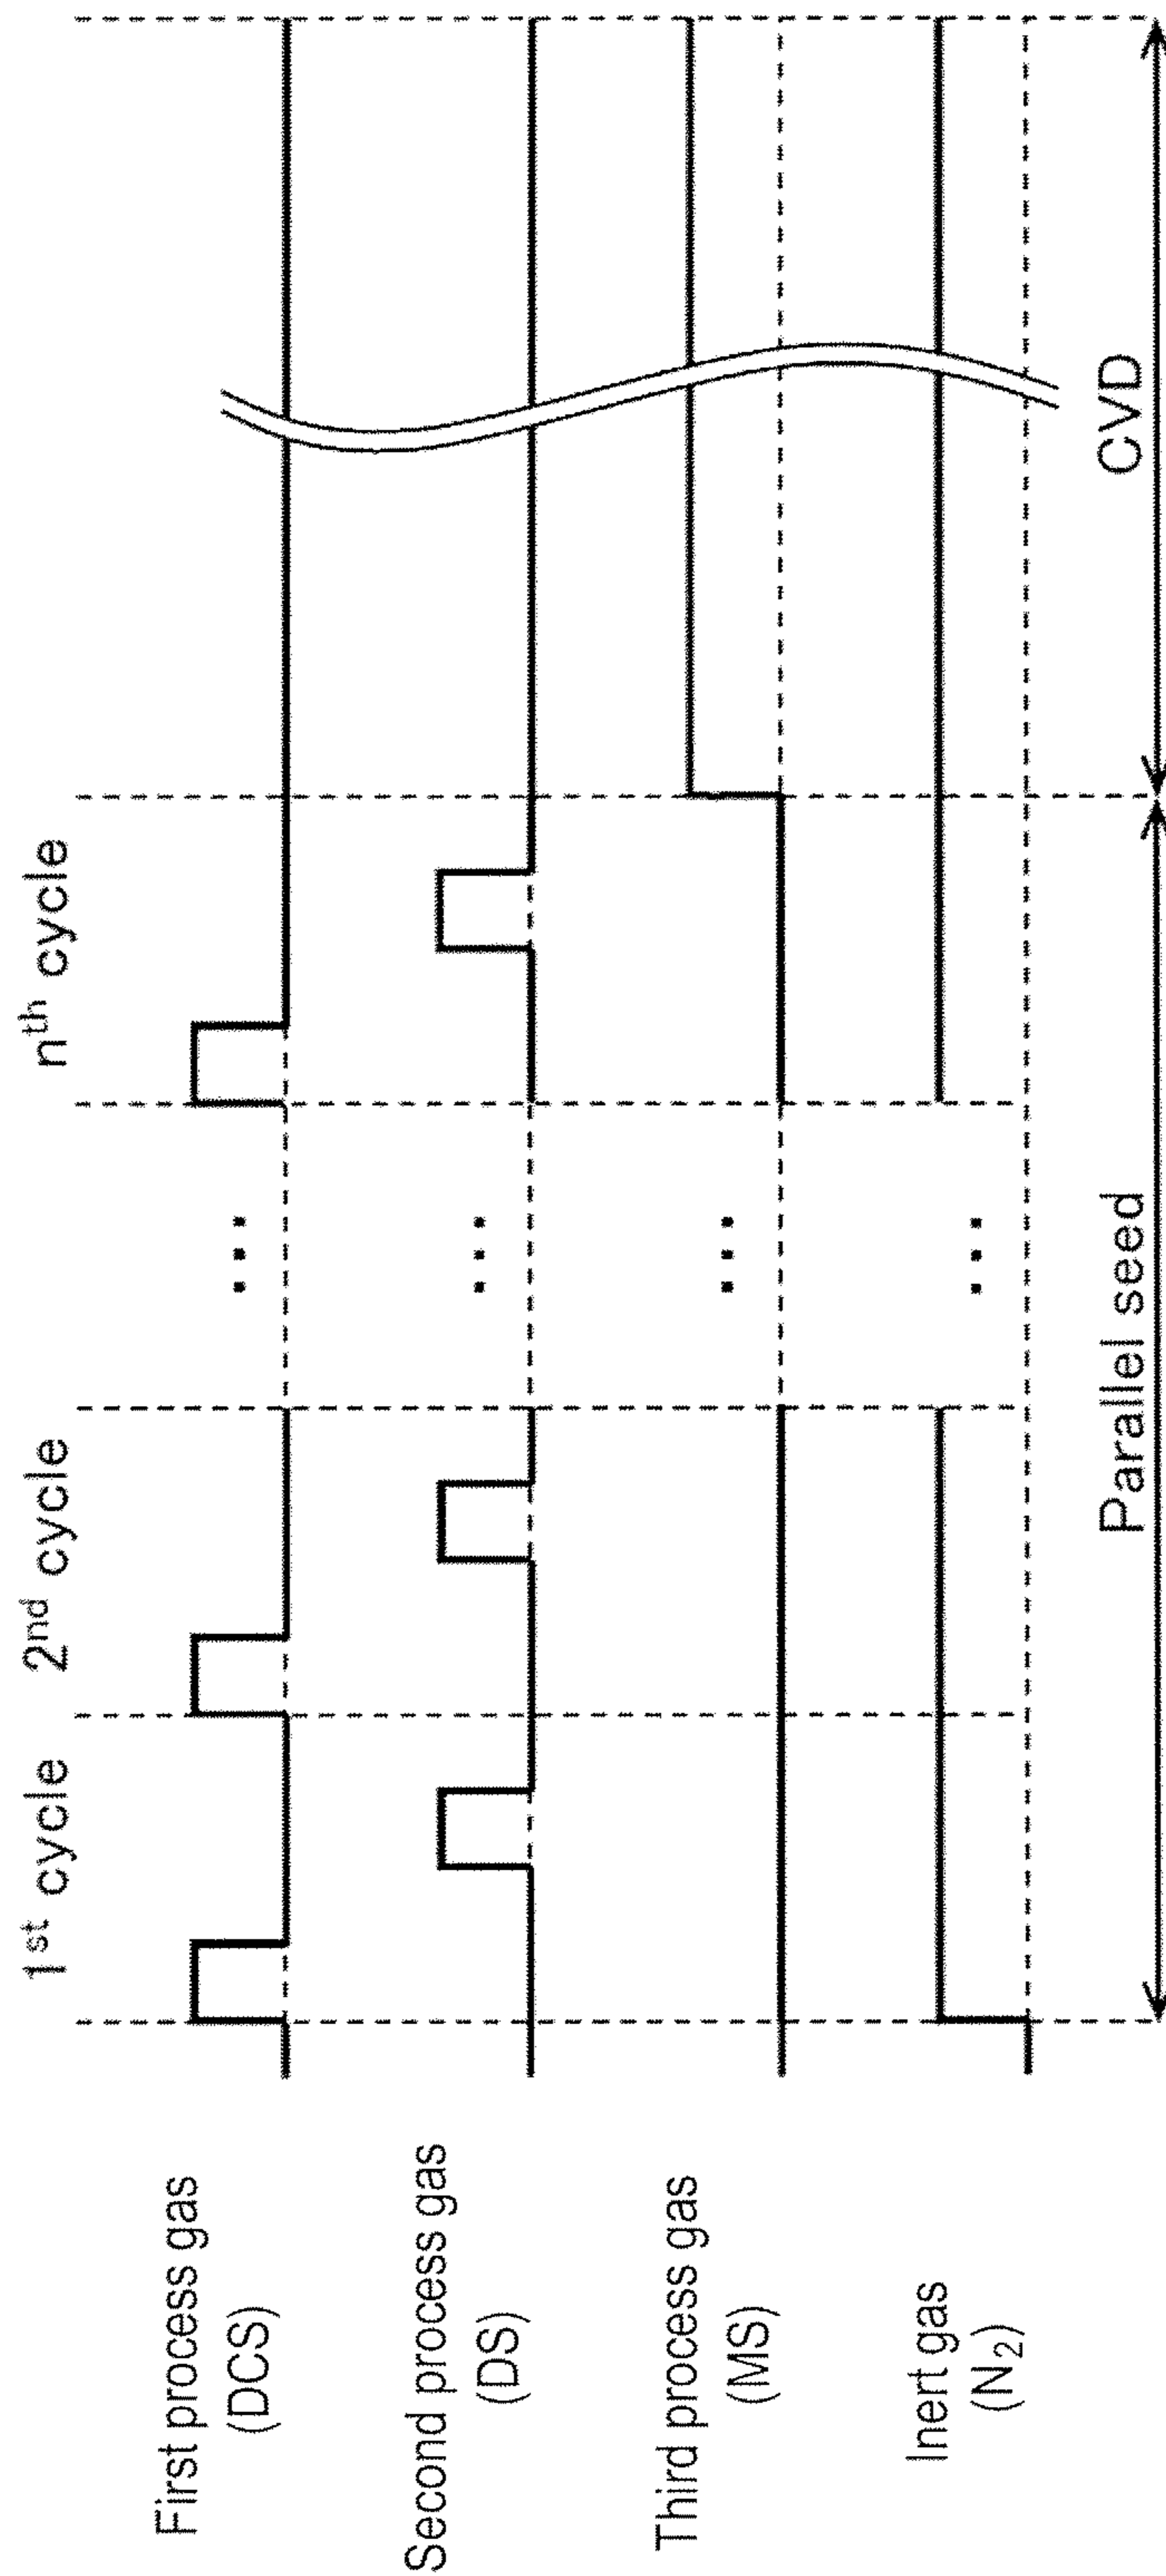 1st cycle
2nd cycle
nth cycle
First process gas
(DCS)
Second process gas
(DS)
Third process gas
(MS)
Inert gas
(N₂)
Parallel seed
CVD